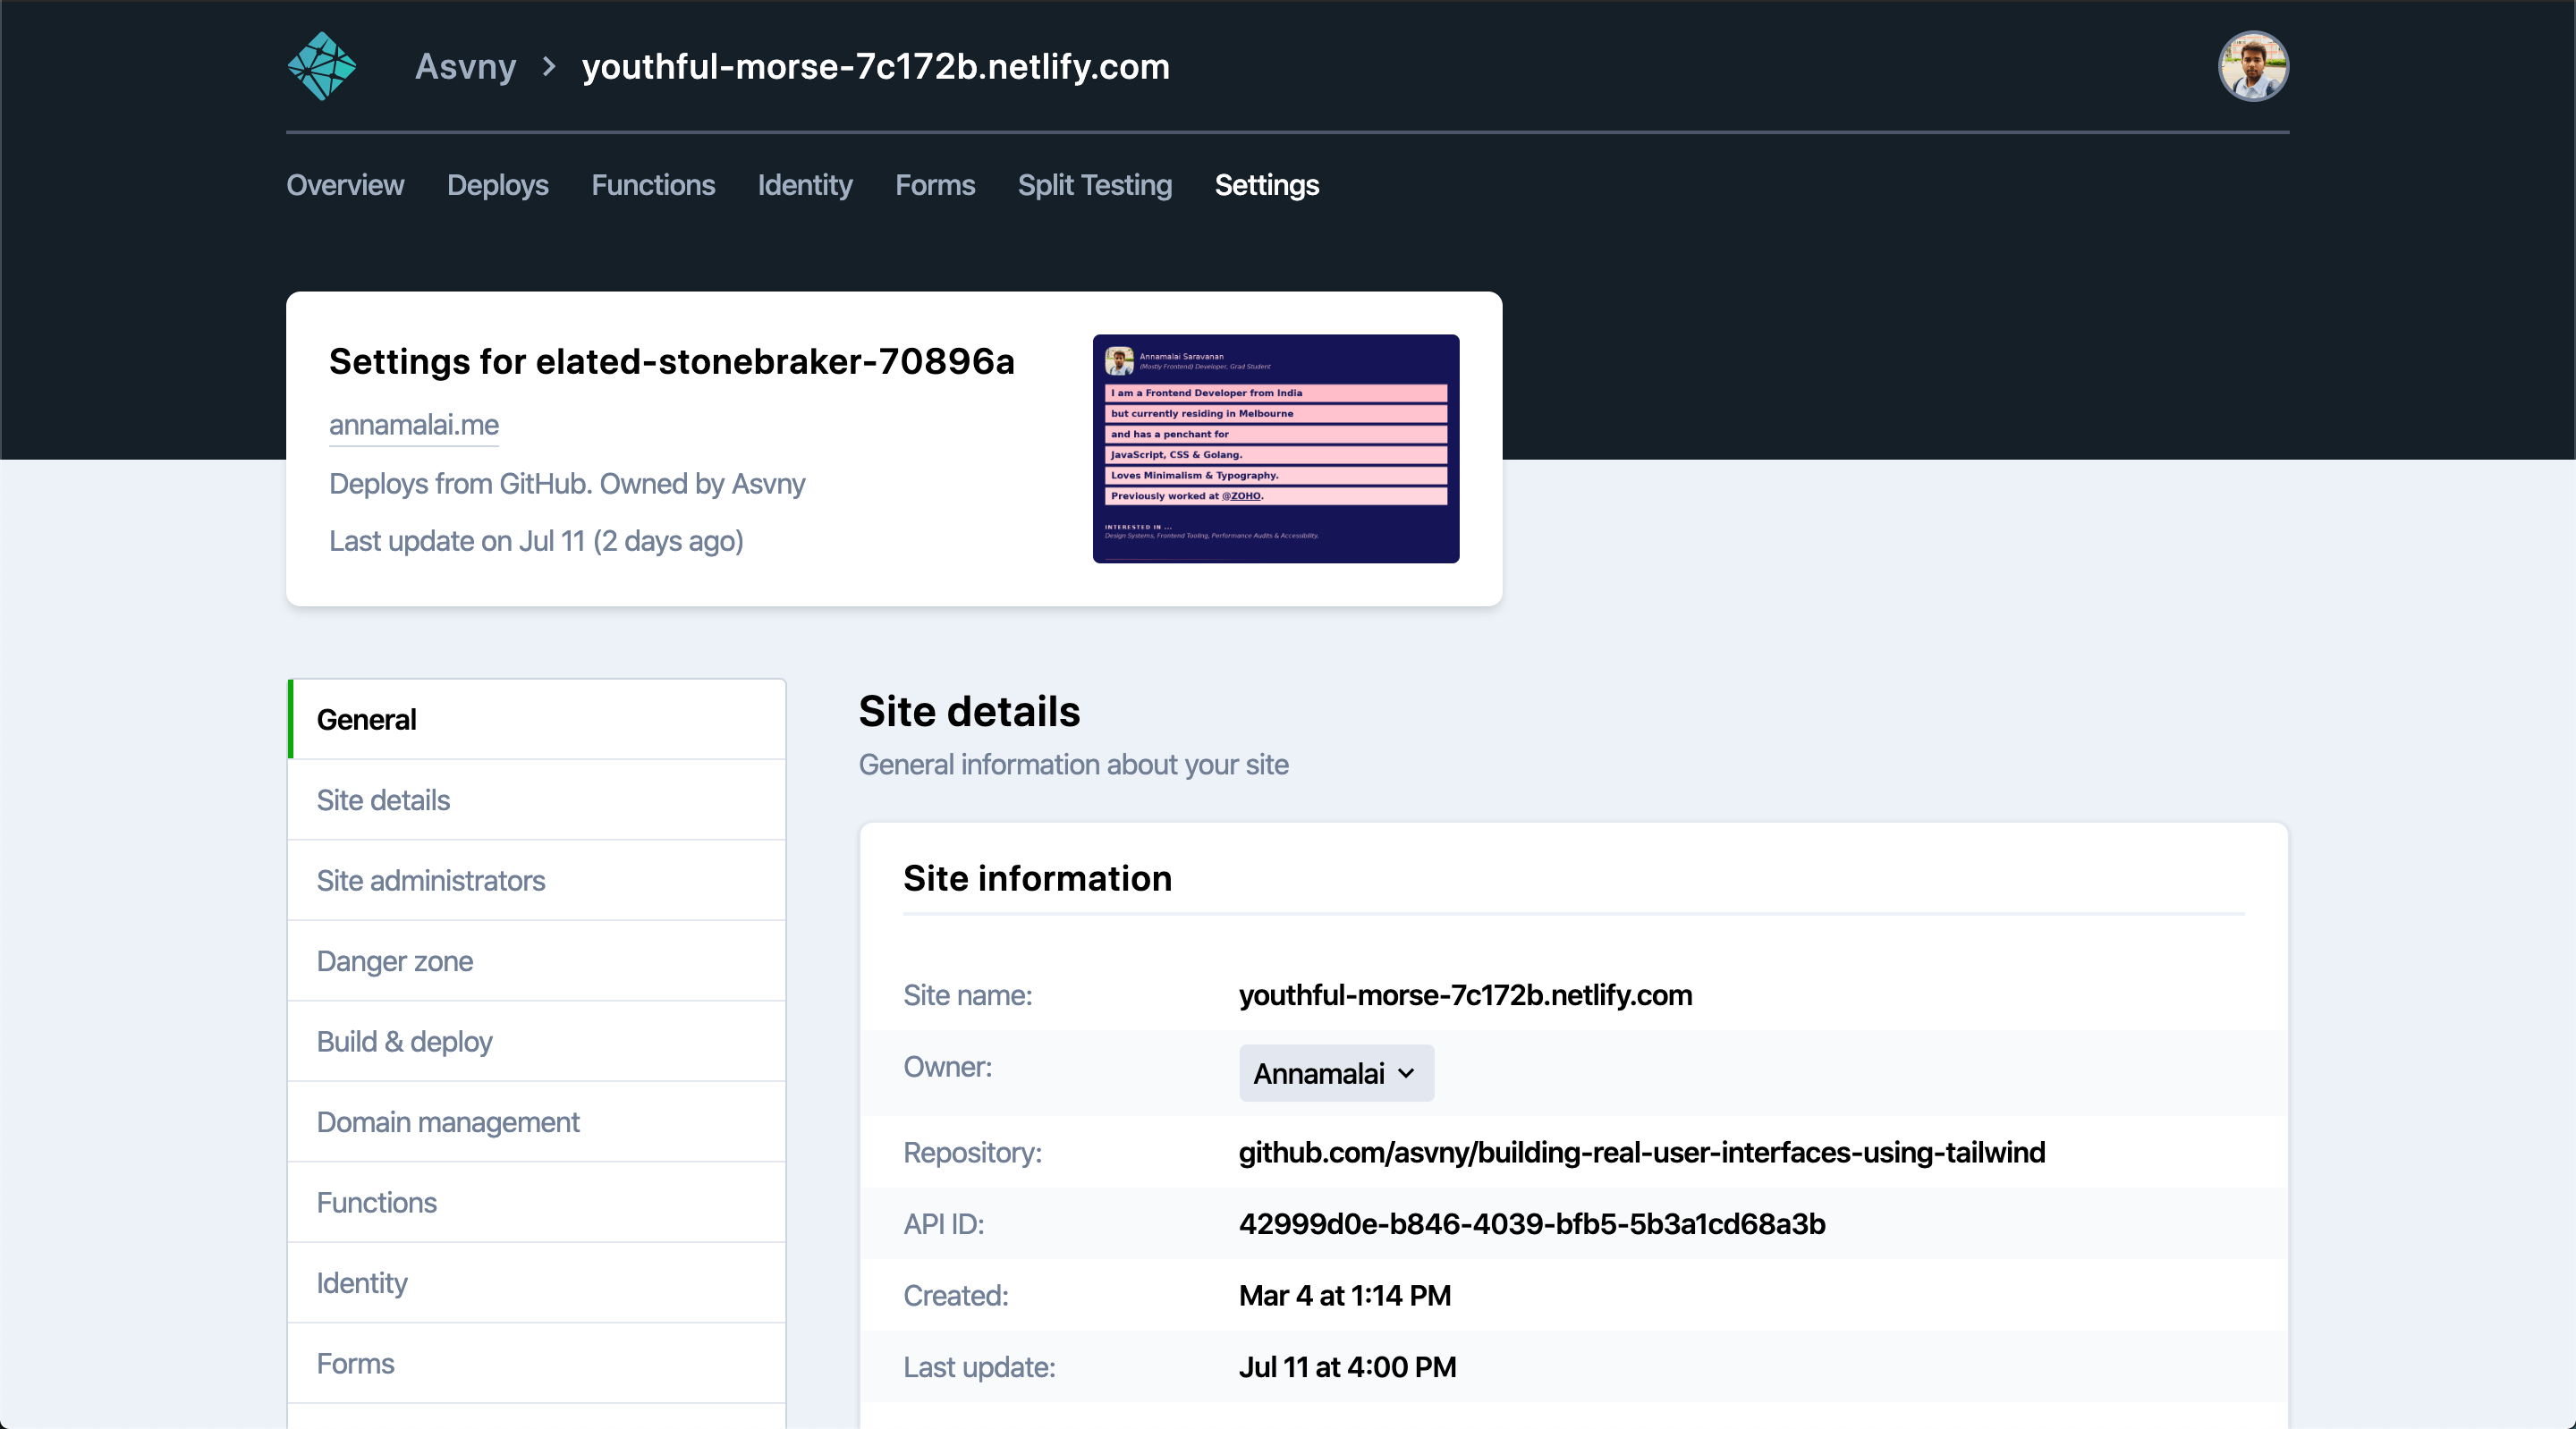 Asvny > youthful-morse-7c172b.netlify.com
Overview Deploys Functions Identity Forms Split Testing Settings
Settings for elated-stonebraker-70896a
annamalai.me
Deploys from GitHub. Owned by Asvny
Last update on Jul 11 (2 days ago)
Annamalai Saravanan
(Mostly Frontend) Developer, Grad Student
I am a Frontend Developer from India
but currently residing in Melbourne
and has a penchant for
JavaScript, CSS & Golang.
Loves Minimalism & Typography.
Previously worked at @ZOHO.
INTERESTED IN ...
Design Systems, Frontend Tooling, Performance Audits & Accessibility.
General
Site details
Site administrators
Danger zone
Build & deploy
Domain management
Functions
Identity
Forms
Site details
General information about your site
Site information
Site name: youthful-morse-7c172b.netlify.com
Owner: Annamalai
Repository: github.com/asvny/building-real-user-interfaces-using-tailwind
API ID: 42999d0e-b846-4039-bfb5-5b3a1cd68a3b
Created: Mar 4 at 1:14 PM
Last update: Jul 11 at 4:00 PM